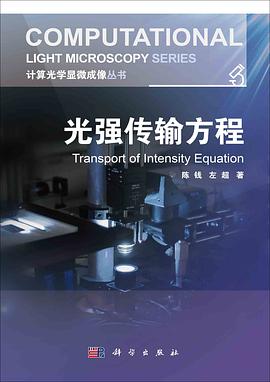 COMPUTATIONAL
LIGHT MICROSCOPY SERIES
计算光学显微成像丛书
光强传输方程
Transport of Intensity Equation
陈 钱 左 超 著
科学出版社